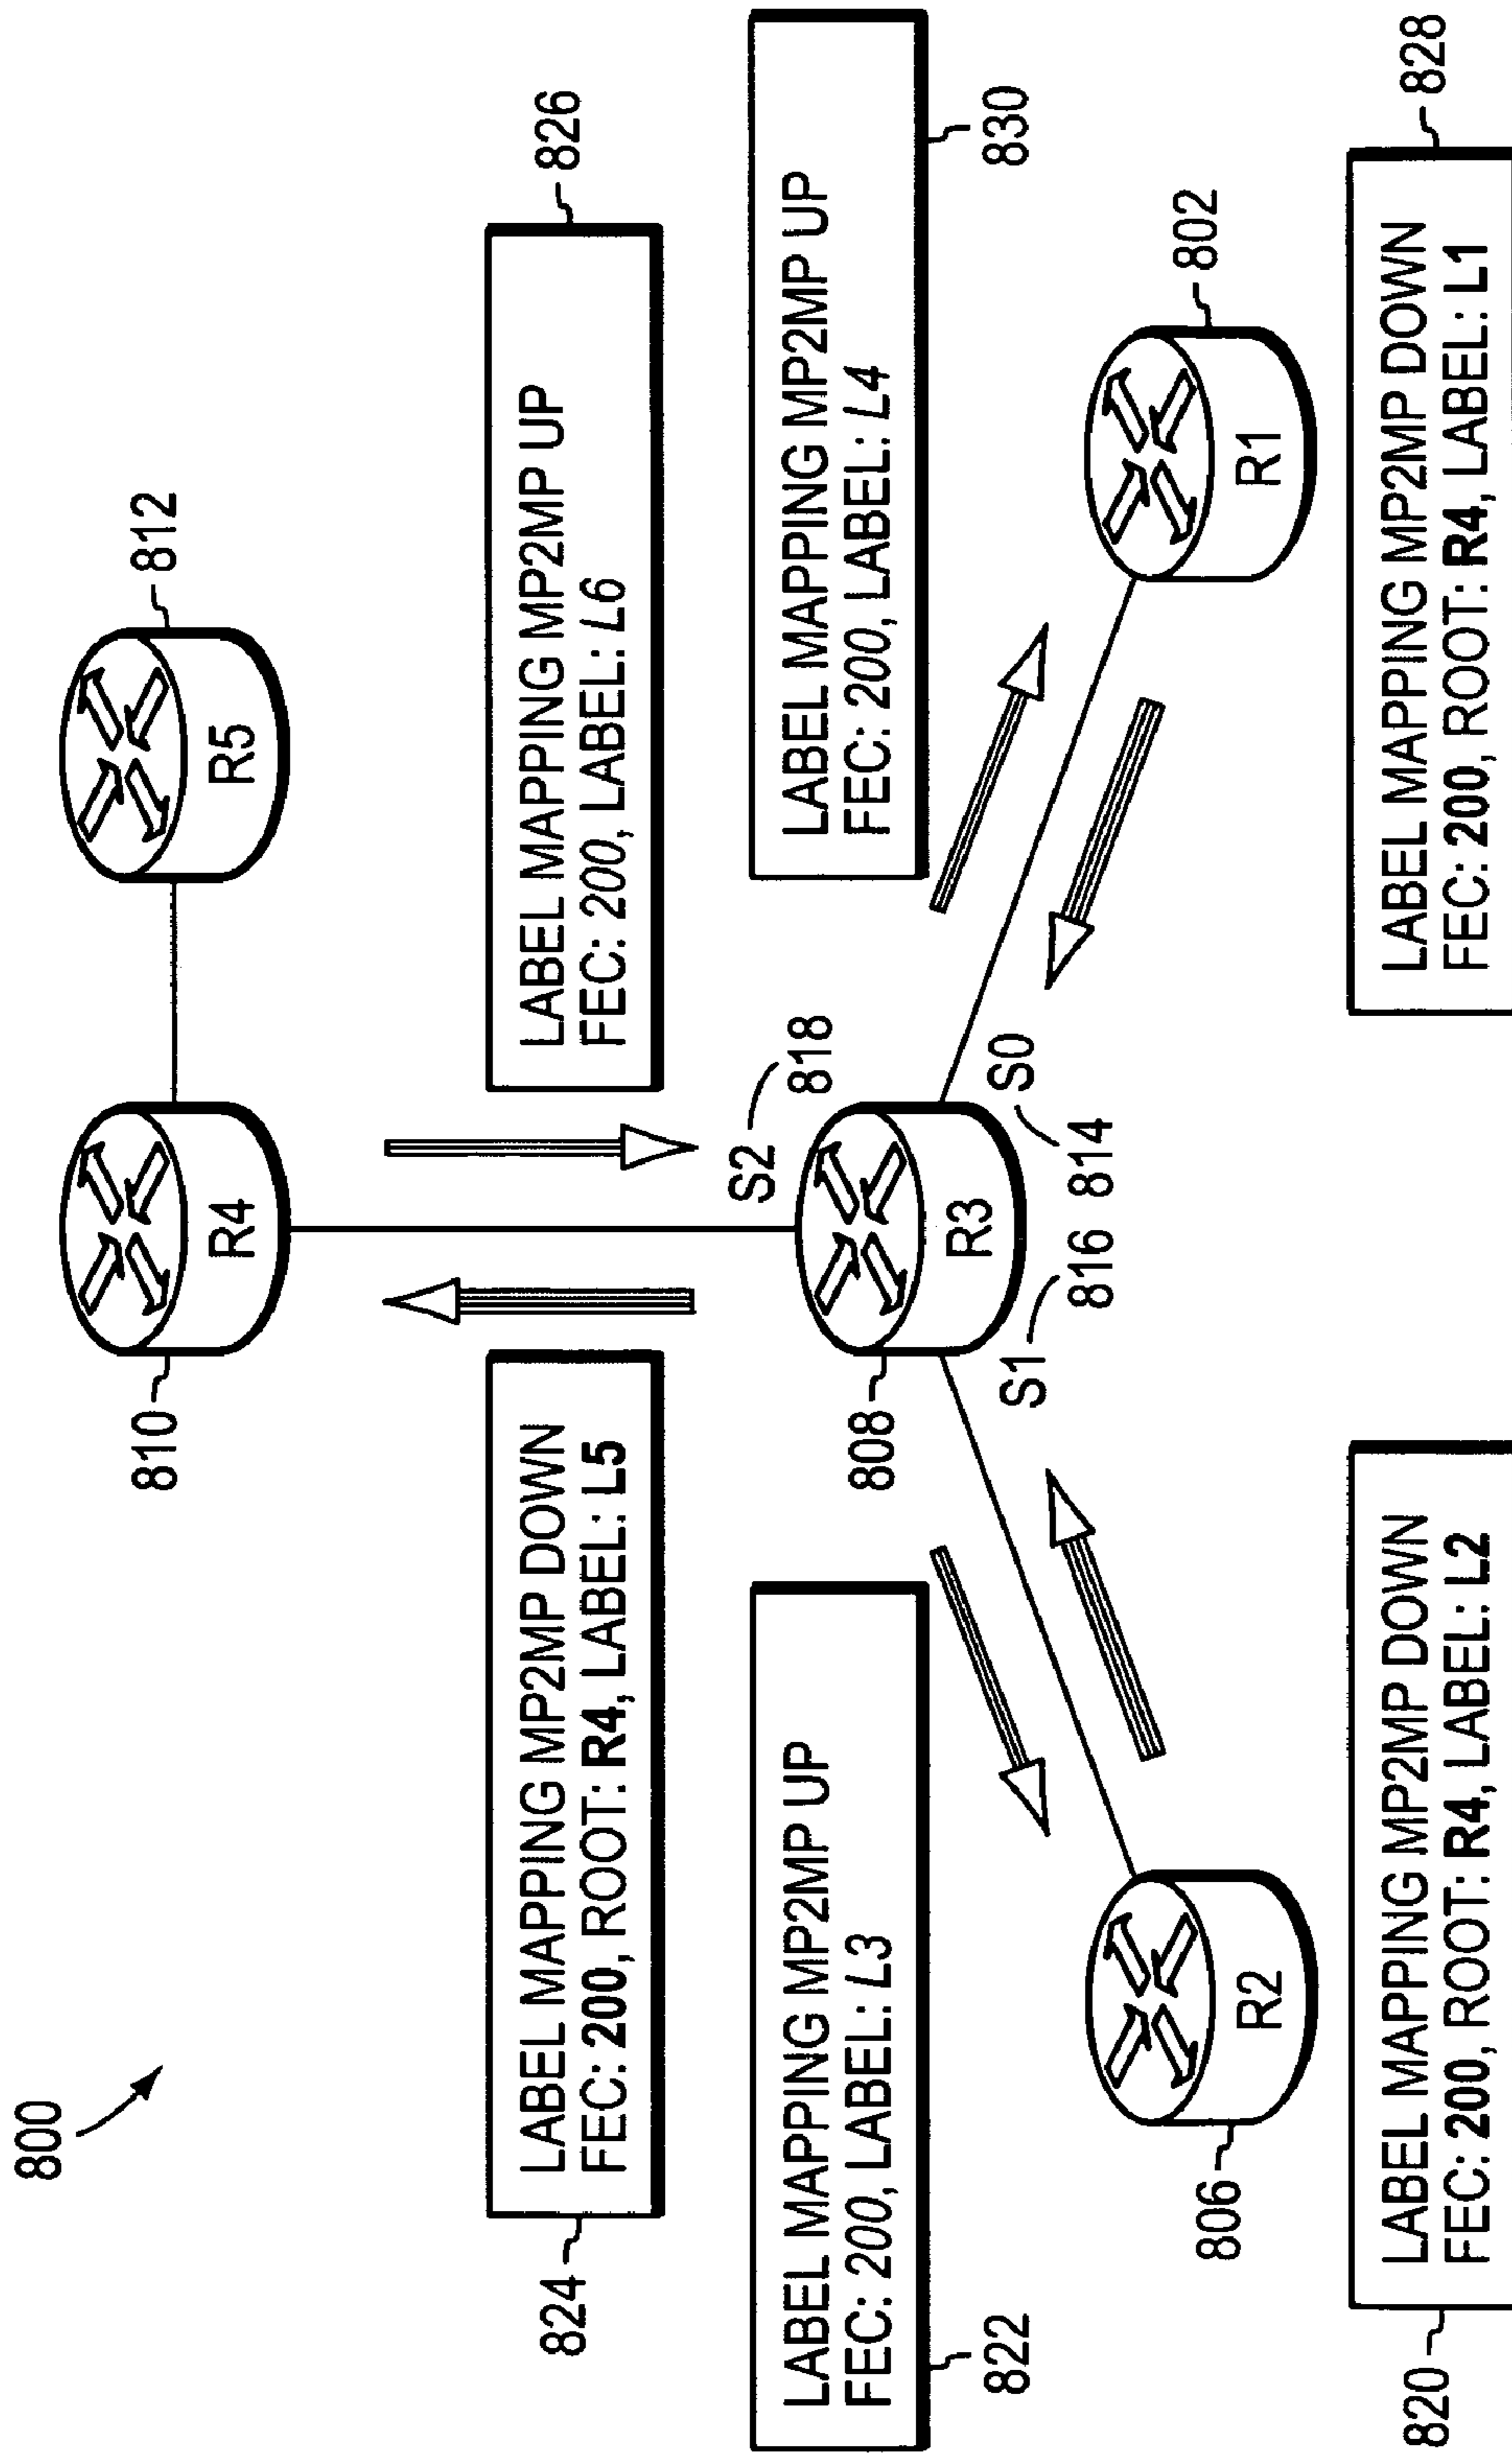 800
810
R4
R5
812
824
LABEL MAPPING MP2MP DOWN
FEC: 200, ROOT: R4, LABEL: L5
LABEL MAPPING MP2MP UP
FEC: 200, LABEL: L6
826
822
LABEL MAPPING MP2MP UP
FEC: 200, LABEL: L3
S2
818
LABEL MAPPING MP2MP UP
FEC: 200, LABEL: L4
830
808
R3
S1
816
S0
814
806
R2
R1
802
820
LABEL MAPPING MP2MP DOWN
FEC: 200, ROOT: R4, LABEL: L2
LABEL MAPPING MP2MP DOWN
FEC: 200, ROOT: R4, LABEL: L1
828